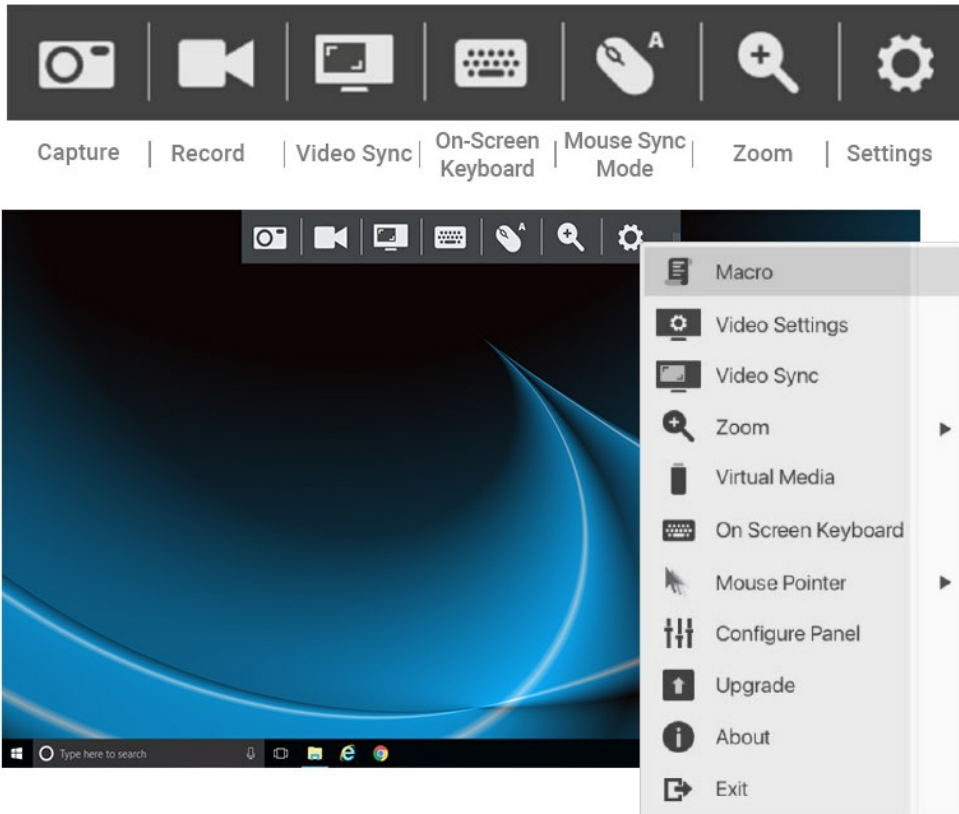 A
Capture | Record | Video Sync | On-Screen Keyboard | Mouse Sync Mode | Zoom | Settings
A
Macro
Video Settings
Video Sync
Zoom
Virtual Media
On Screen Keyboard
Mouse Pointer
Configure Panel
Upgrade
About
Exit
Type here to search